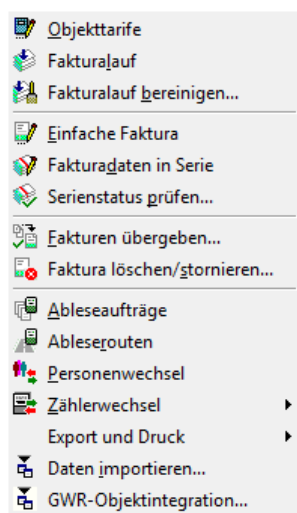 Objekttarife
Fakturalauf
Fakturalauf bereinigen...
Einfache Faktura
Fakturadaten in Serie
Serienstatus prüfen...
Fakturen übergeben...
Faktura löschen/stornieren...
Ableseaufträge
Ableserouten
Personenwechsel
Zählerwechsel
Export und Druck
Daten importieren...
GWR-Objektintegration...